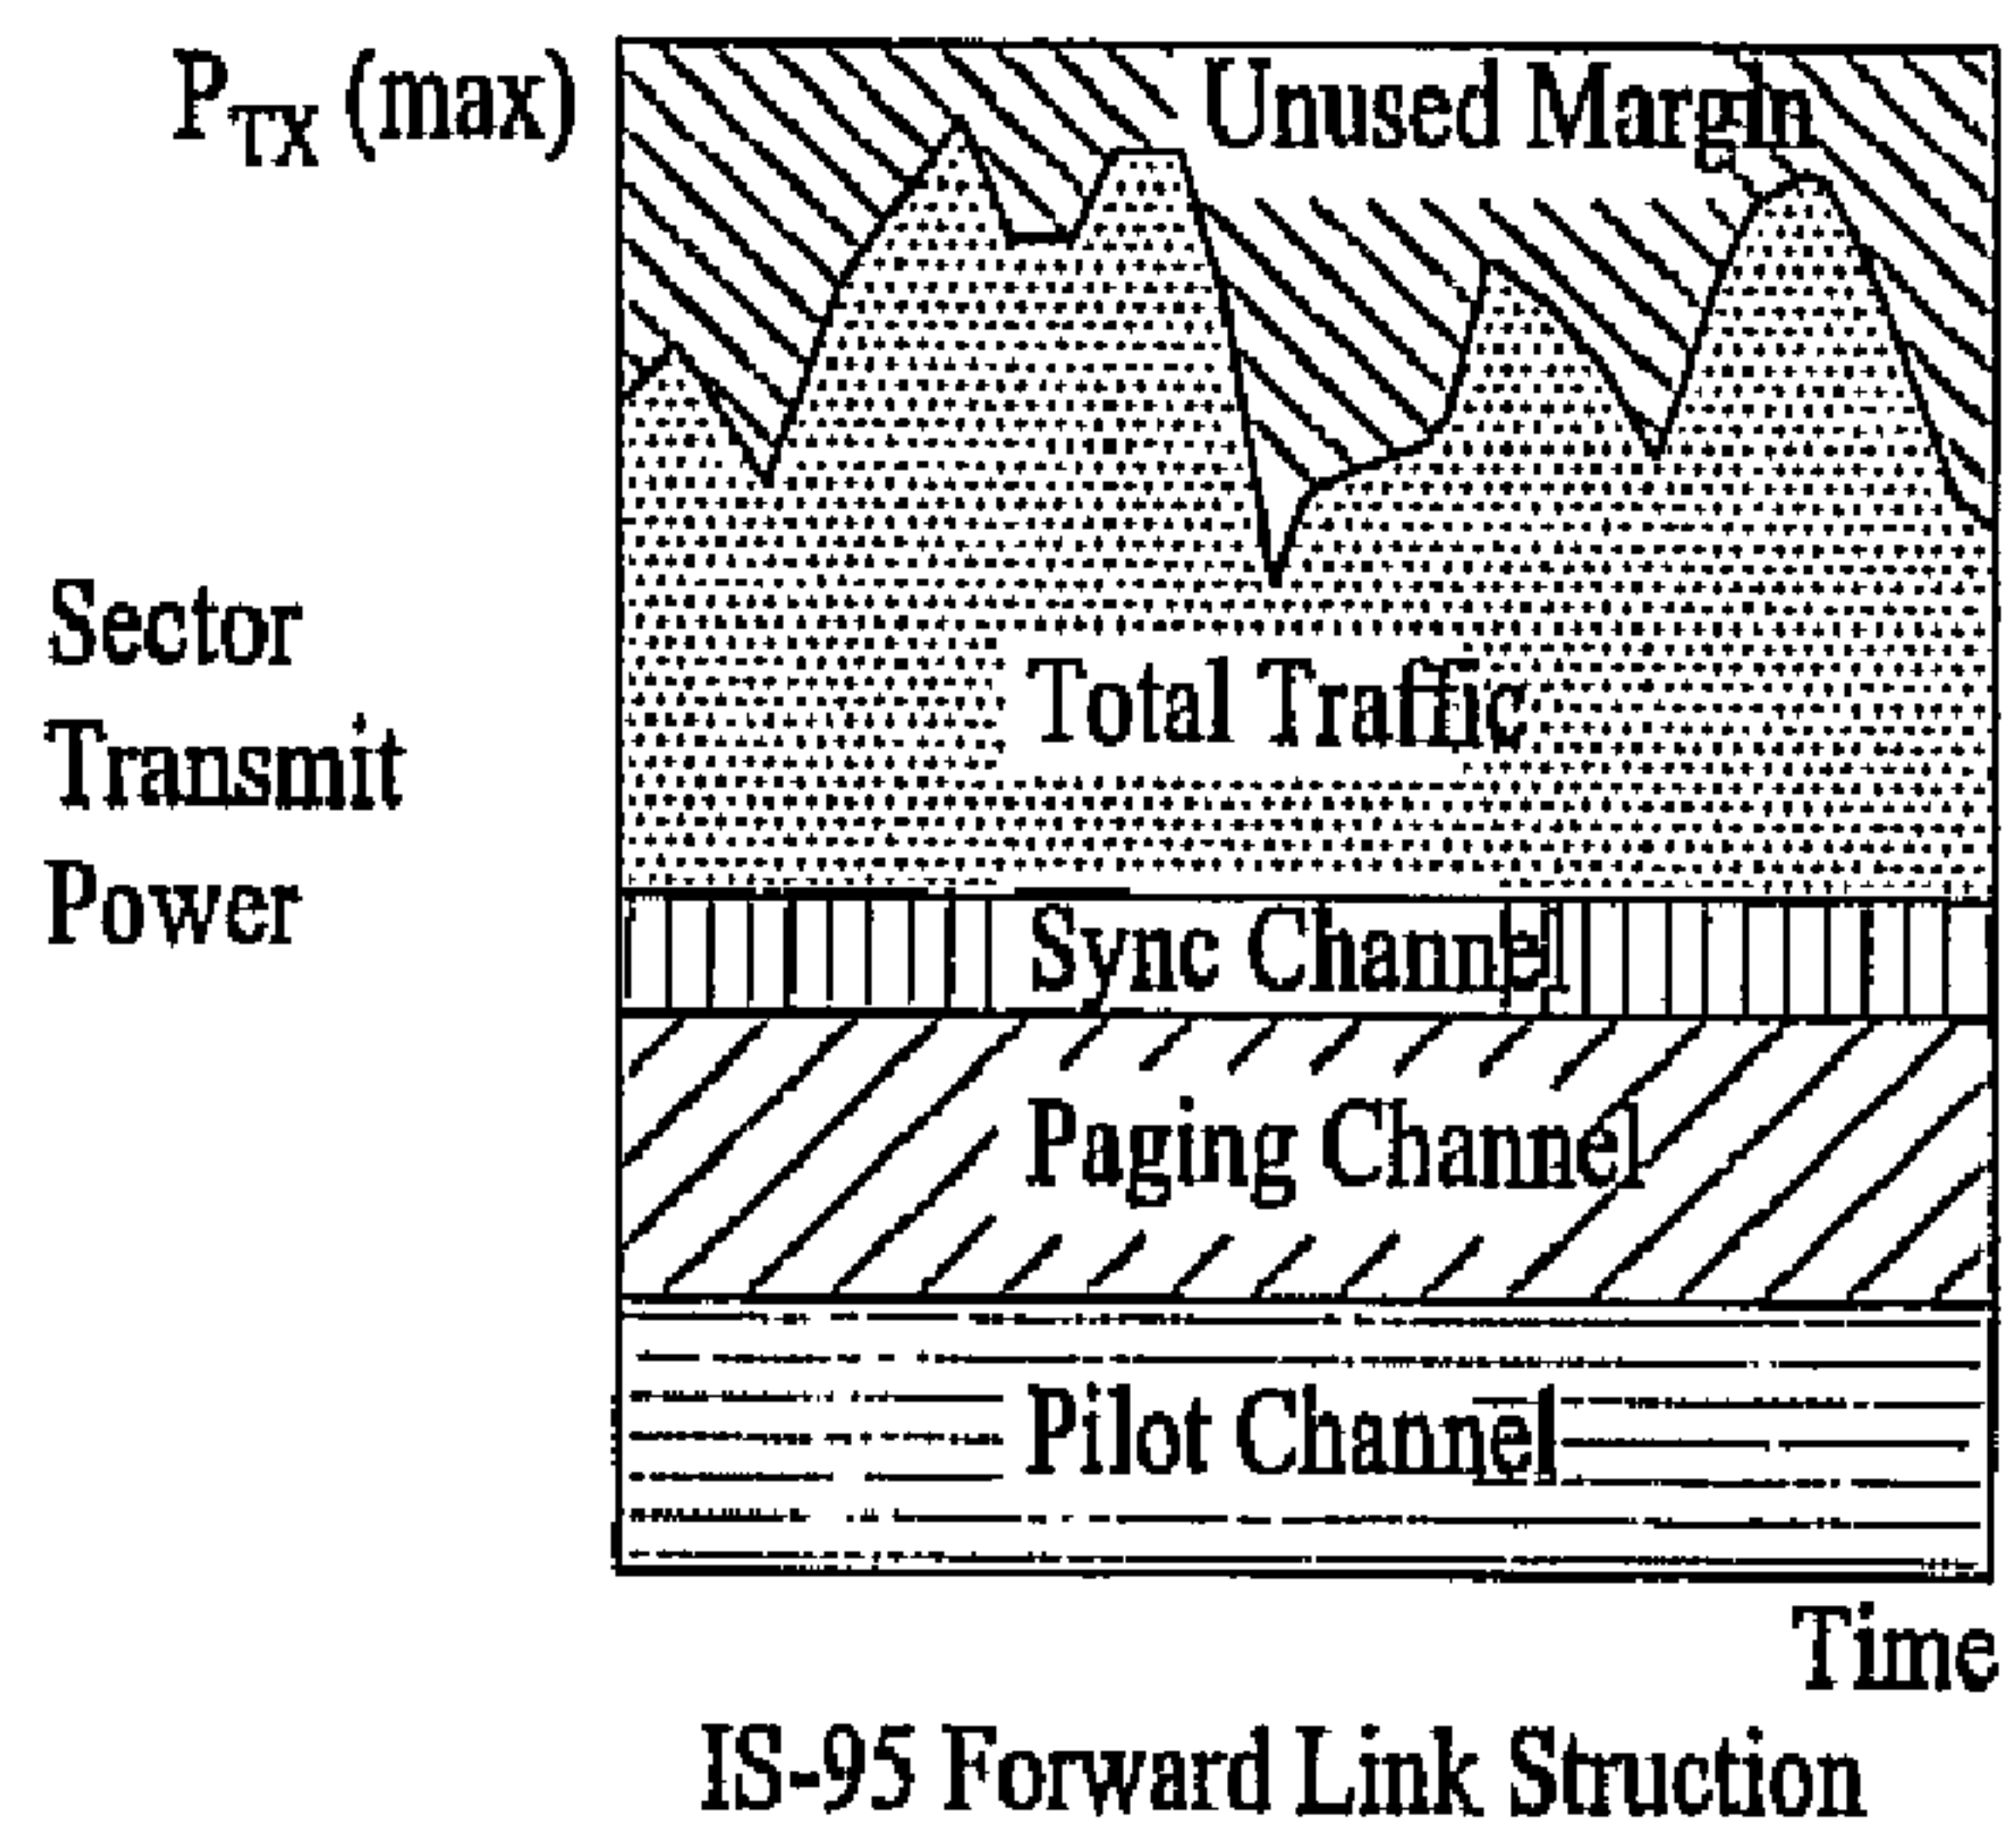 P_TX (max)
Unused Margin
Sector
Transmit
Power
Total Traffic
Sync Channel
Paging Channel
Pilot Channel
Time
IS-95 Forward Link Struction